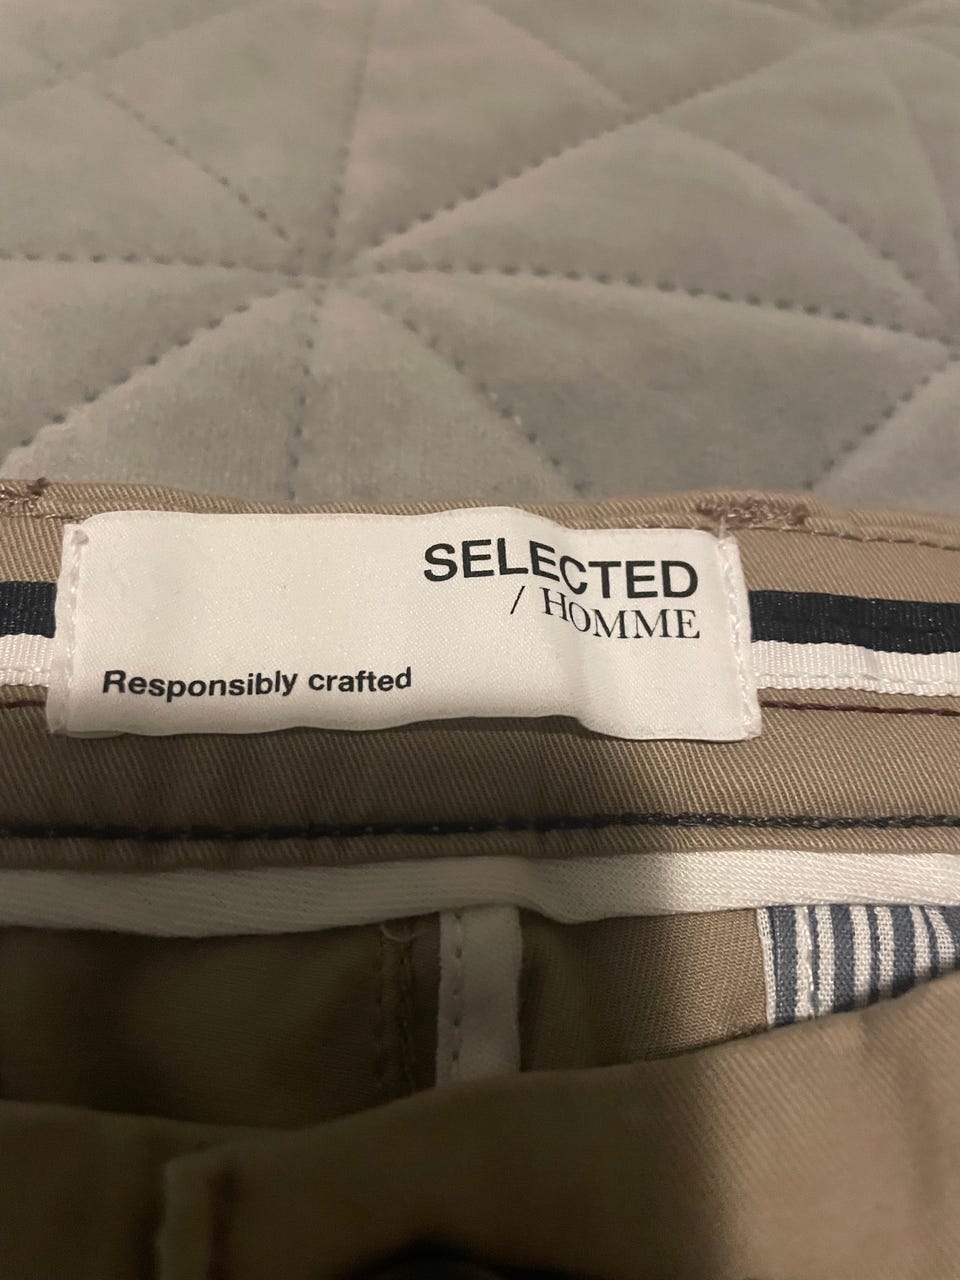 SELECTED
/ HOMME
Responsibly crafted